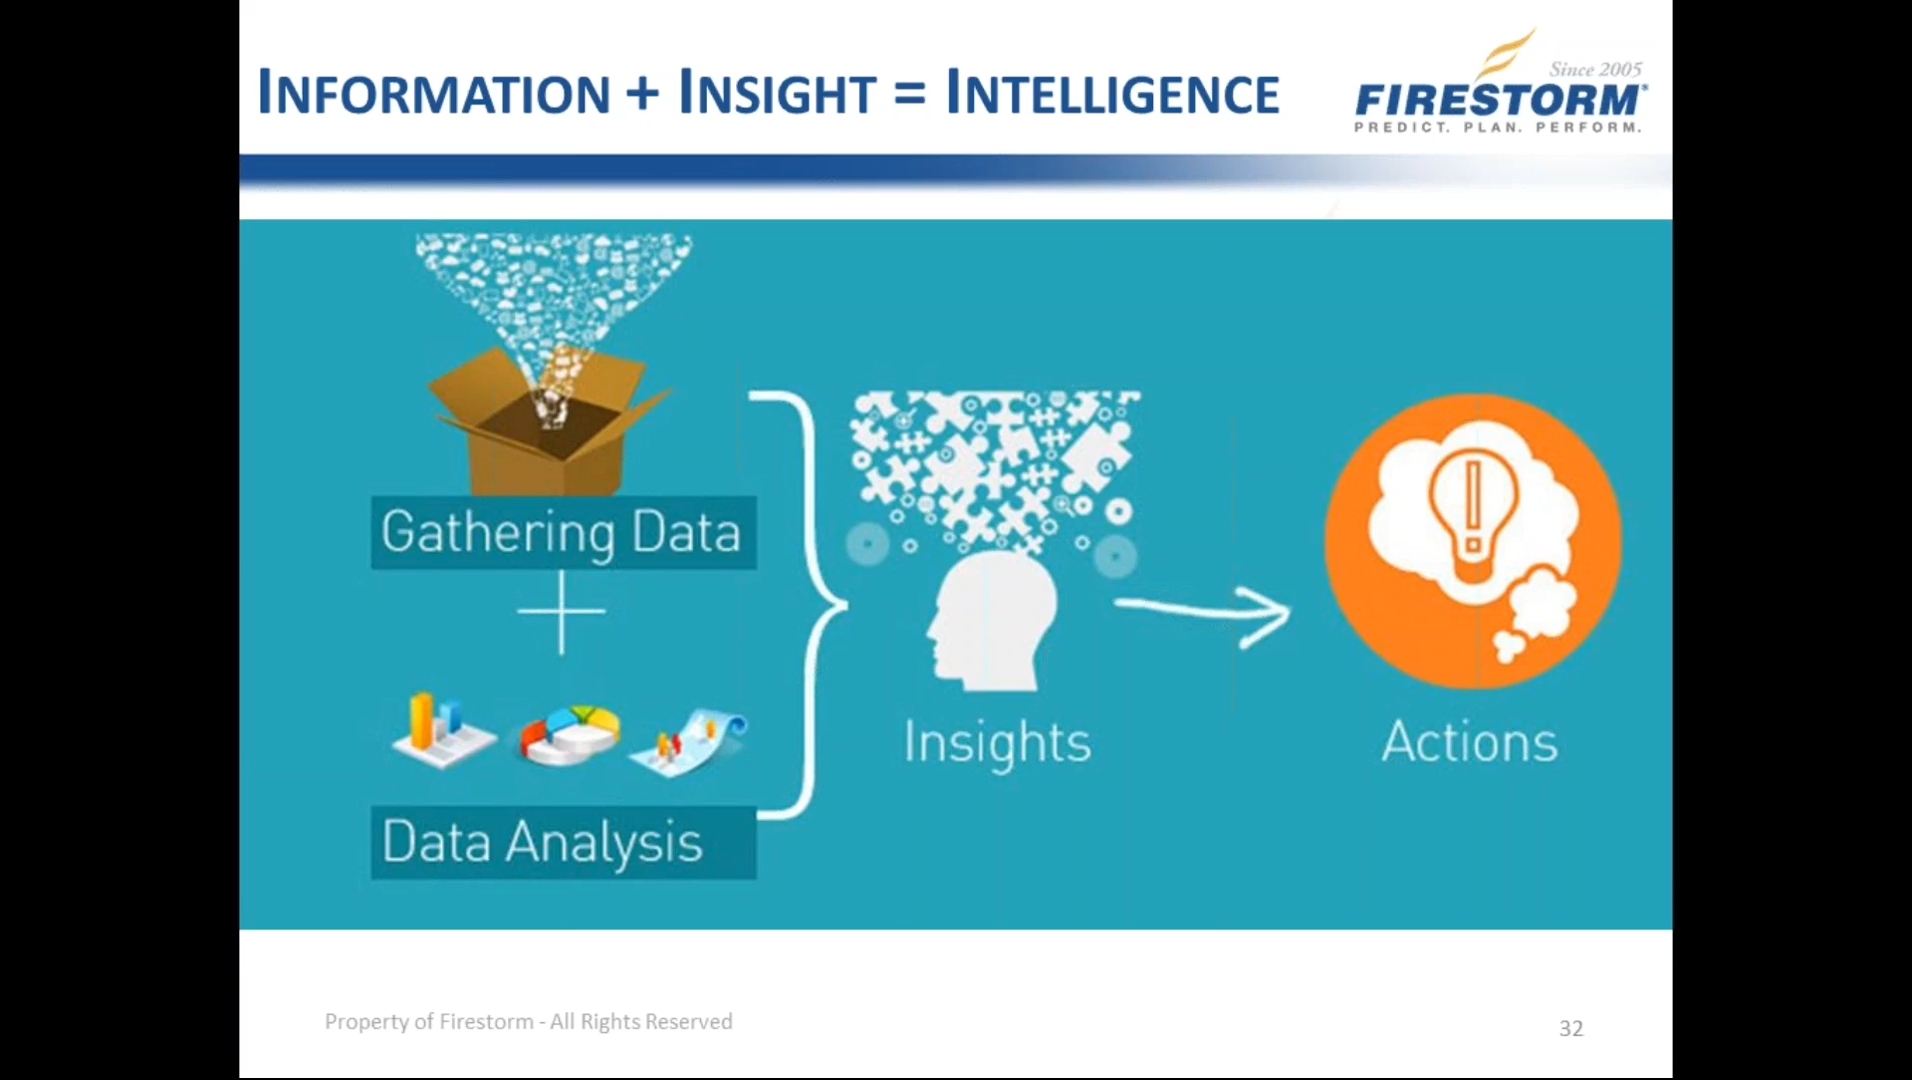 INFORMATION + INSIGHT = INTELLIGENCE
Since 2005
FIRESTORM®
PREDICT. PLAN. PERFORM.
Gathering Data
Data Analysis
Insights
Actions
Property of Firestorm - All Rights Reserved
32